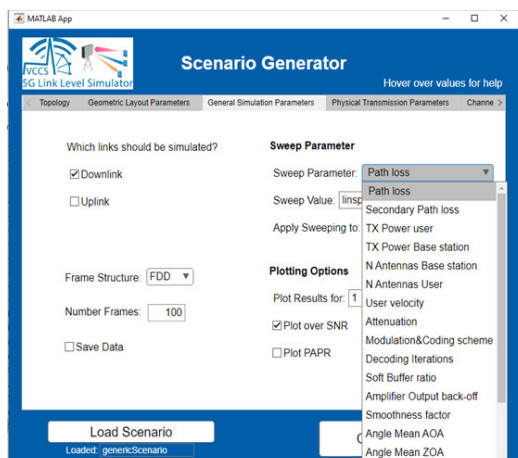 MATLAB App
VCCS
5G Link Level Simulator
Scenario Generator
Hover over values for help
Topology
Geometric Layout Parameters
General Simulation Parameters
Physical Transmission Parameters
Channe
Which links should be simulated?
Downlink
Uplink
Frame Structure: FDD
Number Frames: 100
Save Data
Sweep Parameter
Sweep Parameter: Path loss
Sweep Value: linsp
Apply Sweeping to:
Plotting Options
Plot Results for: 1
Plot over SNR
Plot PAPR
Path loss
Secondary Path loss
TX Power user
TX Power Base station
N Antennas Base station
N Antennas User
User velocity
Attenuation
Modulation&Coding scheme
Decoding Iterations
Soft Buffer ratio
Amplifier Output back-off
Smoothness factor
Angle Mean AOA
Angle Mean ZOA
Load Scenario
Loaded: genericScenario